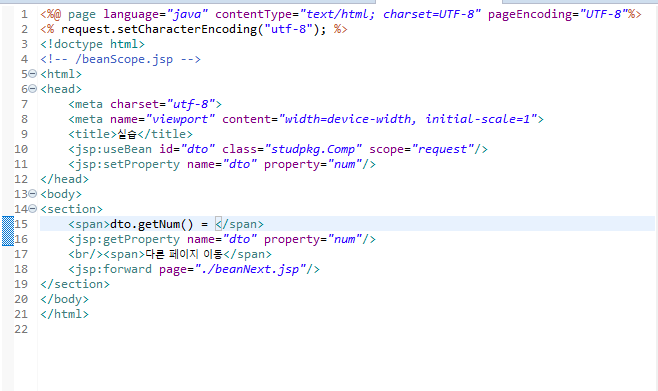 1 <%@ page language="java" contentType="text/html; charset=UTF-8" pageEncoding="UTF-8"%>
2 <% request.setCharacterEncoding("utf-8"); %>
3 <!doctype html>
4 <!-- /beanScope.jsp -->
5 <html>
6 <head>
7 <meta charset="utf-8">
8 <meta name="viewport" content="width=device-width, initial-scale=1">
9 <title>실습</title>
10 <jsp:useBean id="dto" class="studpkg.Comp" scope="request"/>
11 <jsp:setProperty name="dto" property="num"/>
12 </head>
13 <body>
14 <section>
15 <span>dto.getNum() = </span>
16 <jsp:getProperty name="dto" property="num"/>
17 <br/><span>다른 페이지 이동</span>
18 <jsp:forward page="./beanNext.jsp"/>
19 </section>
20 </body>
21 </html>
22